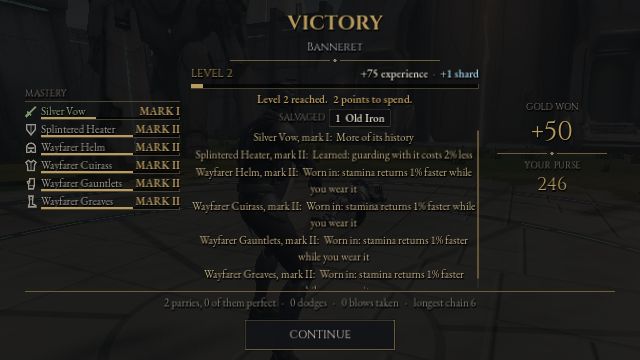 VICTORY
BANNERET
LEVEL 2
+75 experience · +1 shard
Level 2 reached. 2 points to spend.
SALVAGED 1 Old Iron
MASTERY
Silver Vow MARK I
Splintered Heater MARK II
Wayfarer Helm MARK II
Wayfarer Cuirass MARK II
Wayfarer Gauntlets MARK II
Wayfarer Greaves MARK II
Silver Vow, mark I: More of its history
Splintered Heater, mark II: Learned: guarding with it costs 2% less
Wayfarer Helm, mark II: Worn in: stamina returns 1% faster while
you wear it
Wayfarer Cuirass, mark II: Worn in: stamina returns 1% faster while
you wear it
Wayfarer Gauntlets, mark II: Worn in: stamina returns 1% faster
while you wear it
Wayfarer Greaves, mark II: Worn in: stamina returns 1% faster
GOLD WON
+50
YOUR PURSE
246
2 parries, 0 of them perfect · 0 dodges · 0 blows taken · longest chain 6
CONTINUE